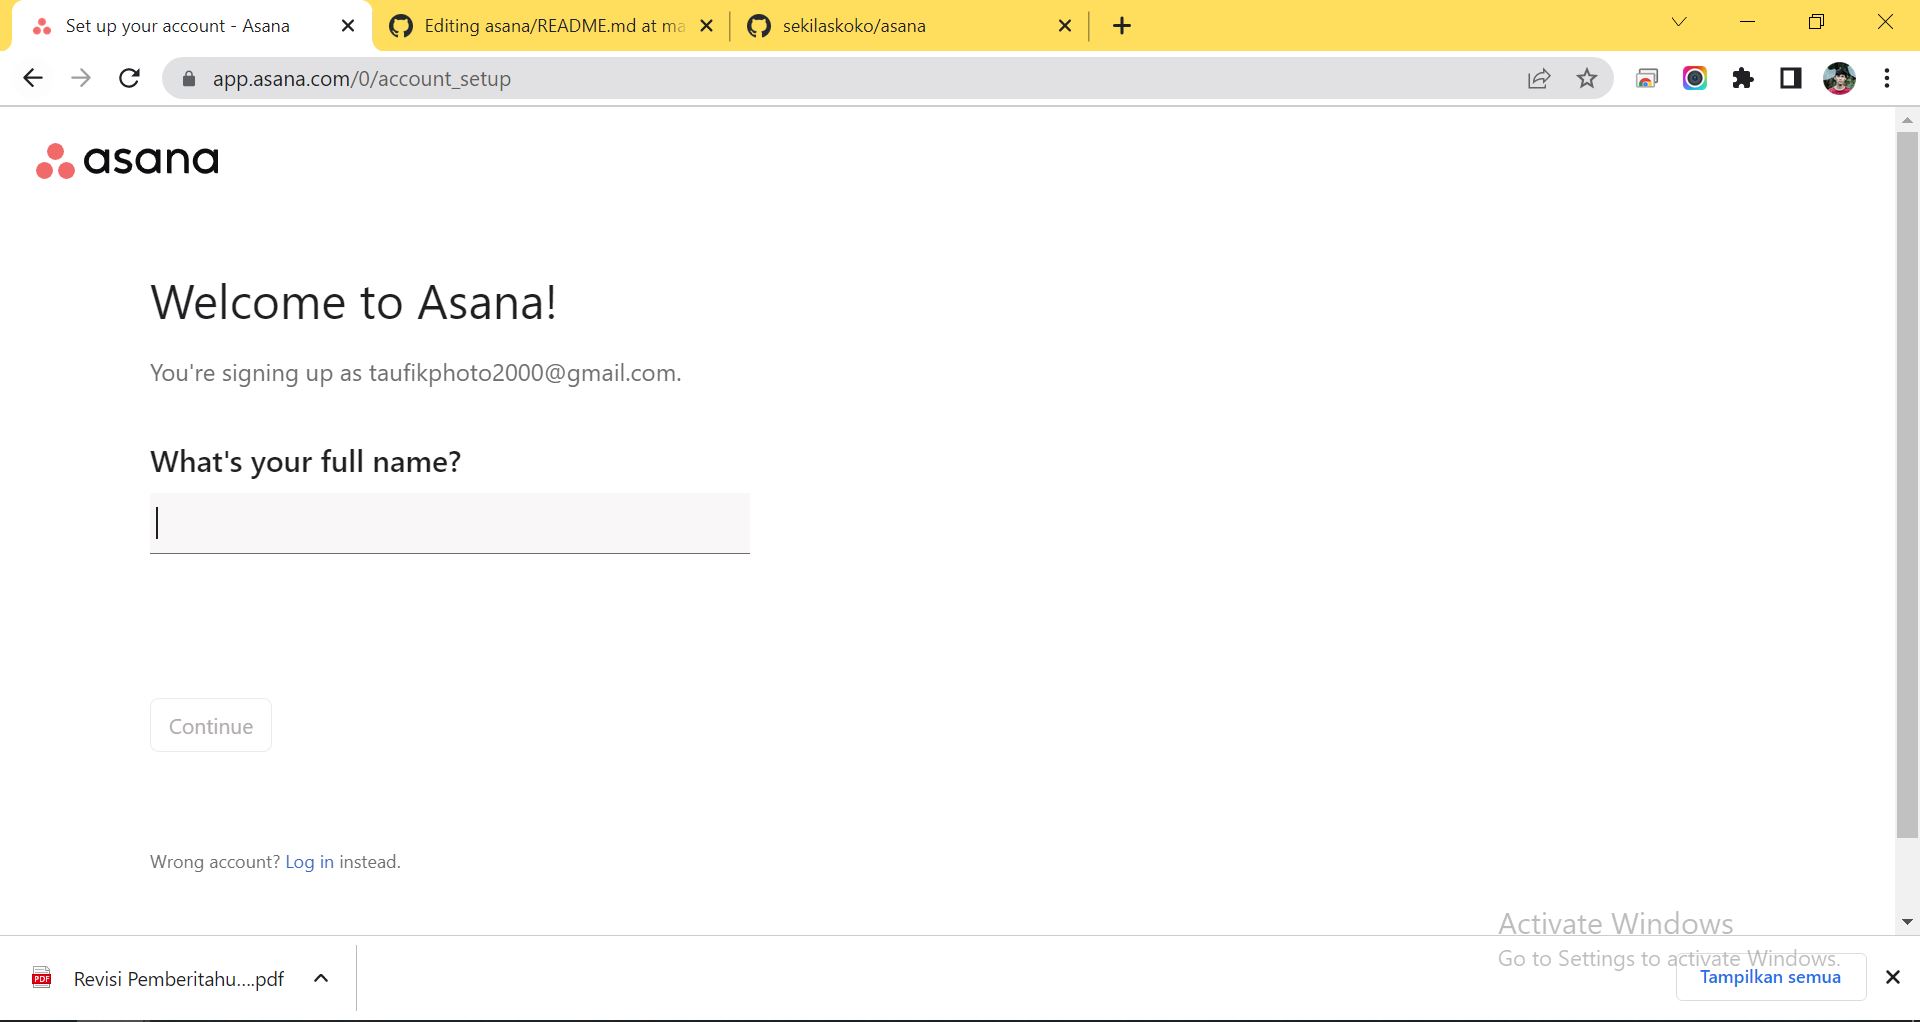 Set up your account - Asana
Editing asana/README.md at ma
sekilaskoko/asana
app.asana.com/0/account_setup
asana
Welcome to Asana!
You're signing up as taufikphoto2000@gmail.com.
What's your full name?
Continue
Wrong account? Log in instead.
Activate Windows
Go to Settings to activate Windows.
PDF
Revisi Pemberitahu....pdf
Tampilkan semua